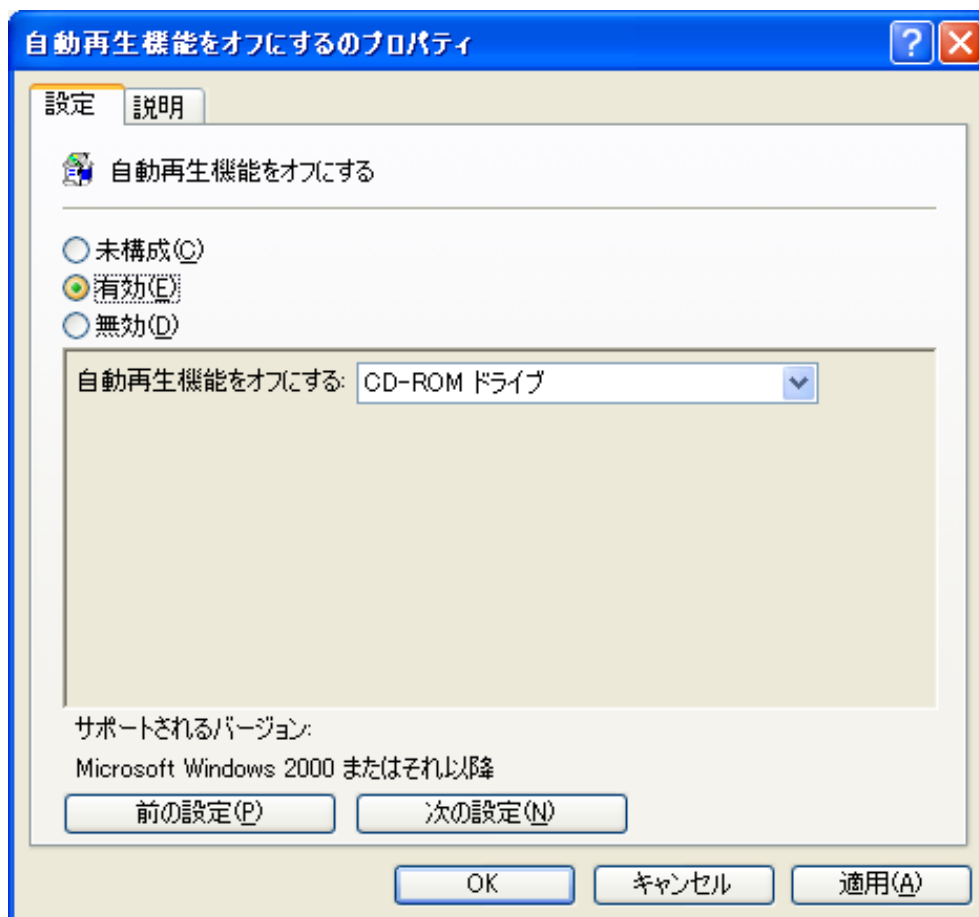 自動再生機能をオフにするのプロパティ
設定 説明
自動再生機能をオフにする
未構成(C)
有効(E)
無効(D)
自動再生機能をオフにする: CD-ROM ドライブ
サポートされるバージョン:
Microsoft Windows 2000 またはそれ以降
前の設定(P) 次の設定(N)
OK キャンセル 適用(A)